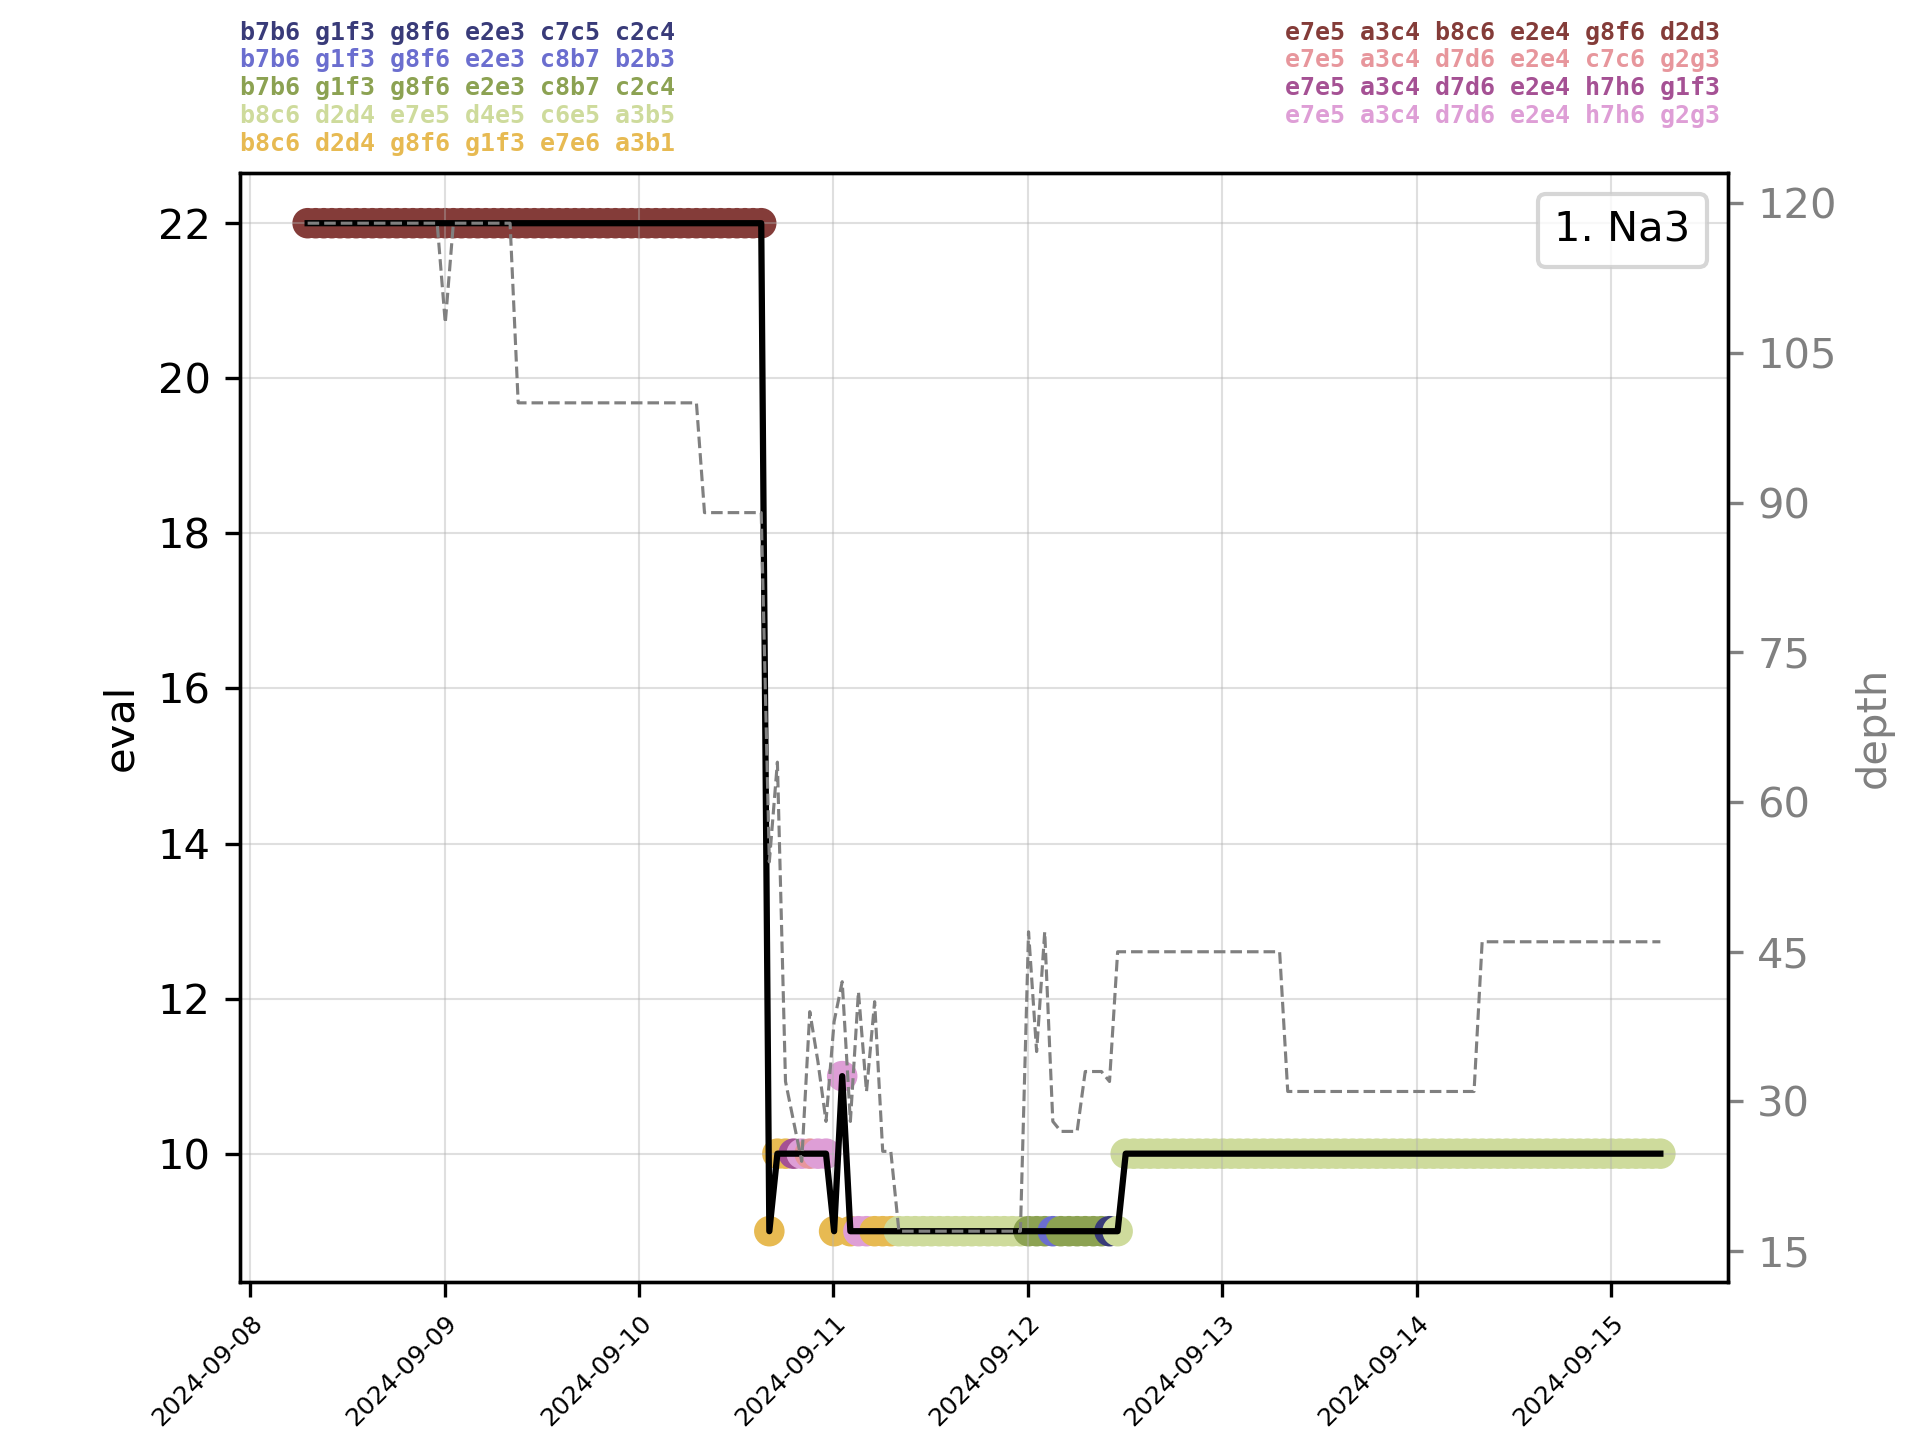 b7b6 g1f3 g8f6 e2e3 c7c5 c2c4
b7b6 g1f3 g8f6 e2e3 c8b7 b2b3
b7b6 g1f3 g8f6 e2e3 c8b7 c2c4
b8c6 d2d4 e7e5 d4e5 c6e5 a3b5
b8c6 d2d4 g8f6 g1f3 e7e6 a3b1
e7e5 a3c4 b8c6 e2e4 g8f6 d2d3
e7e5 a3c4 d7d6 e2e4 c7c6 g2g3
e7e5 a3c4 d7d6 e2e4 h7h6 g1f3
e7e5 a3c4 d7d6 e2e4 h7h6 g2g3
1. Na3
eval
22
20
18
16
14
12
10
120
105
90
75
60
45
30
15
depth
2024-09-08
2024-09-09
2024-09-10
2024-09-11
2024-09-12
2024-09-13
2024-09-14
2024-09-15